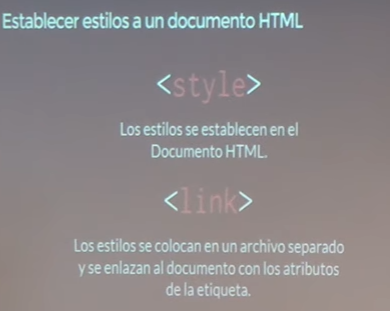 Establecer estilos a un documento HTML
<style>
Los estilos se establecen en el
Documento HTML.
<link>
Los estilos se colocan en un archivo separado
y se enlazan al documento con los atributos
de la etiqueta.